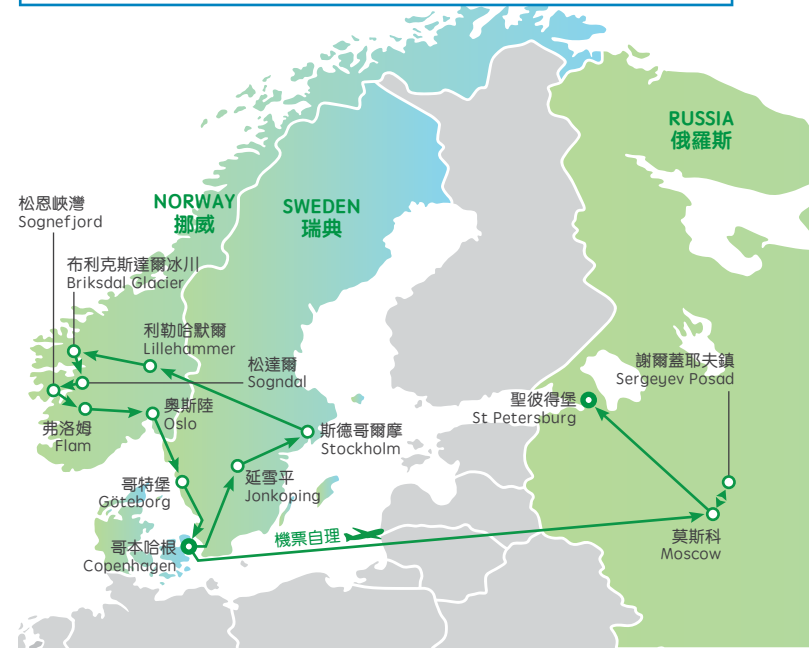 RUSSIA
俄羅斯
松恩峽灣
Sognefjord
NORWAY
挪威
SWEDEN
瑞典
布利克斯達爾冰川
Briksdal Glacier
利勒哈默爾
Lillehammer
松達爾
Sogndal
謝爾蓋耶夫鎮
Sergeyev Posad
聖彼得堡
St Petersburg
弗洛姆
Flam
奧斯陸
Oslo
斯德哥爾摩
Stockholm
哥特堡
Göteborg
延雪平
Jonkoping
哥本哈根
Copenhagen
機票自理
莫斯科
Moscow